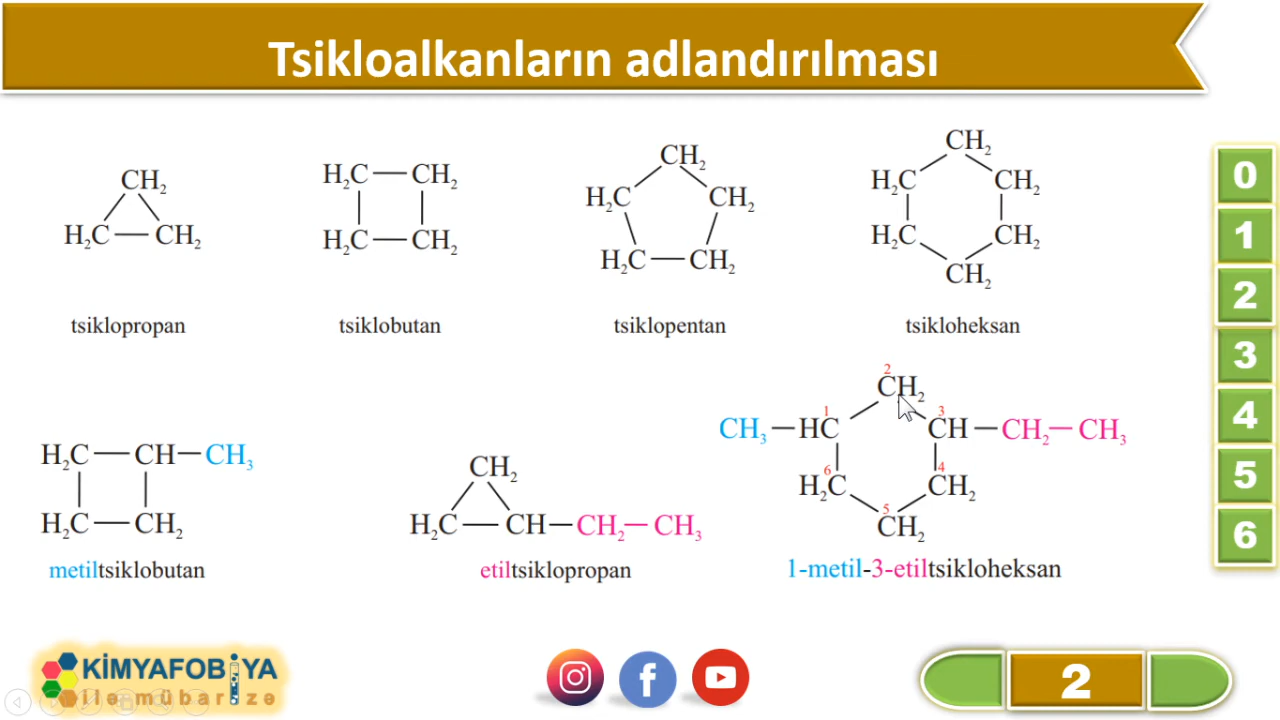 Tsikloalkanların adlandırılması
CH₂
H₂C — CH₂
tsiklopropan
H₂C — CH₂
H₂C — CH₂
tsiklobutan
CH₂
H₂C CH₂
H₂C — CH₂
tsiklopentan
CH₂
H₂C CH₂
H₂C CH₂
CH₂
tsikloheksan
H₂C — CH — CH₃
H₂C — CH₂
metiltsiklobutan
CH₂
H₂C — CH — CH₂ — CH₃
etiltsiklopropan
2
CH₂
1 3
CH₃ — HC CH — CH₂ — CH₃
6 4
H₂C CH₂
5
CH₂
1-metil-3-etiltsikloheksan
0
1
2
3
4
5
6
KİMYAFOBİYA
ilə mübarizə
2